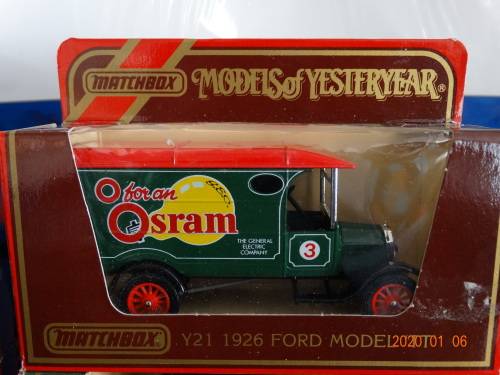 MATCHBOX
MODELS of YESTERYEAR®
O for an
Osram
G.E.C.
THE GENERAL
ELECTRIC
COMPANY
3
MATCHBOX
Y21 1926 FORD MODEL TT
2020/01 06